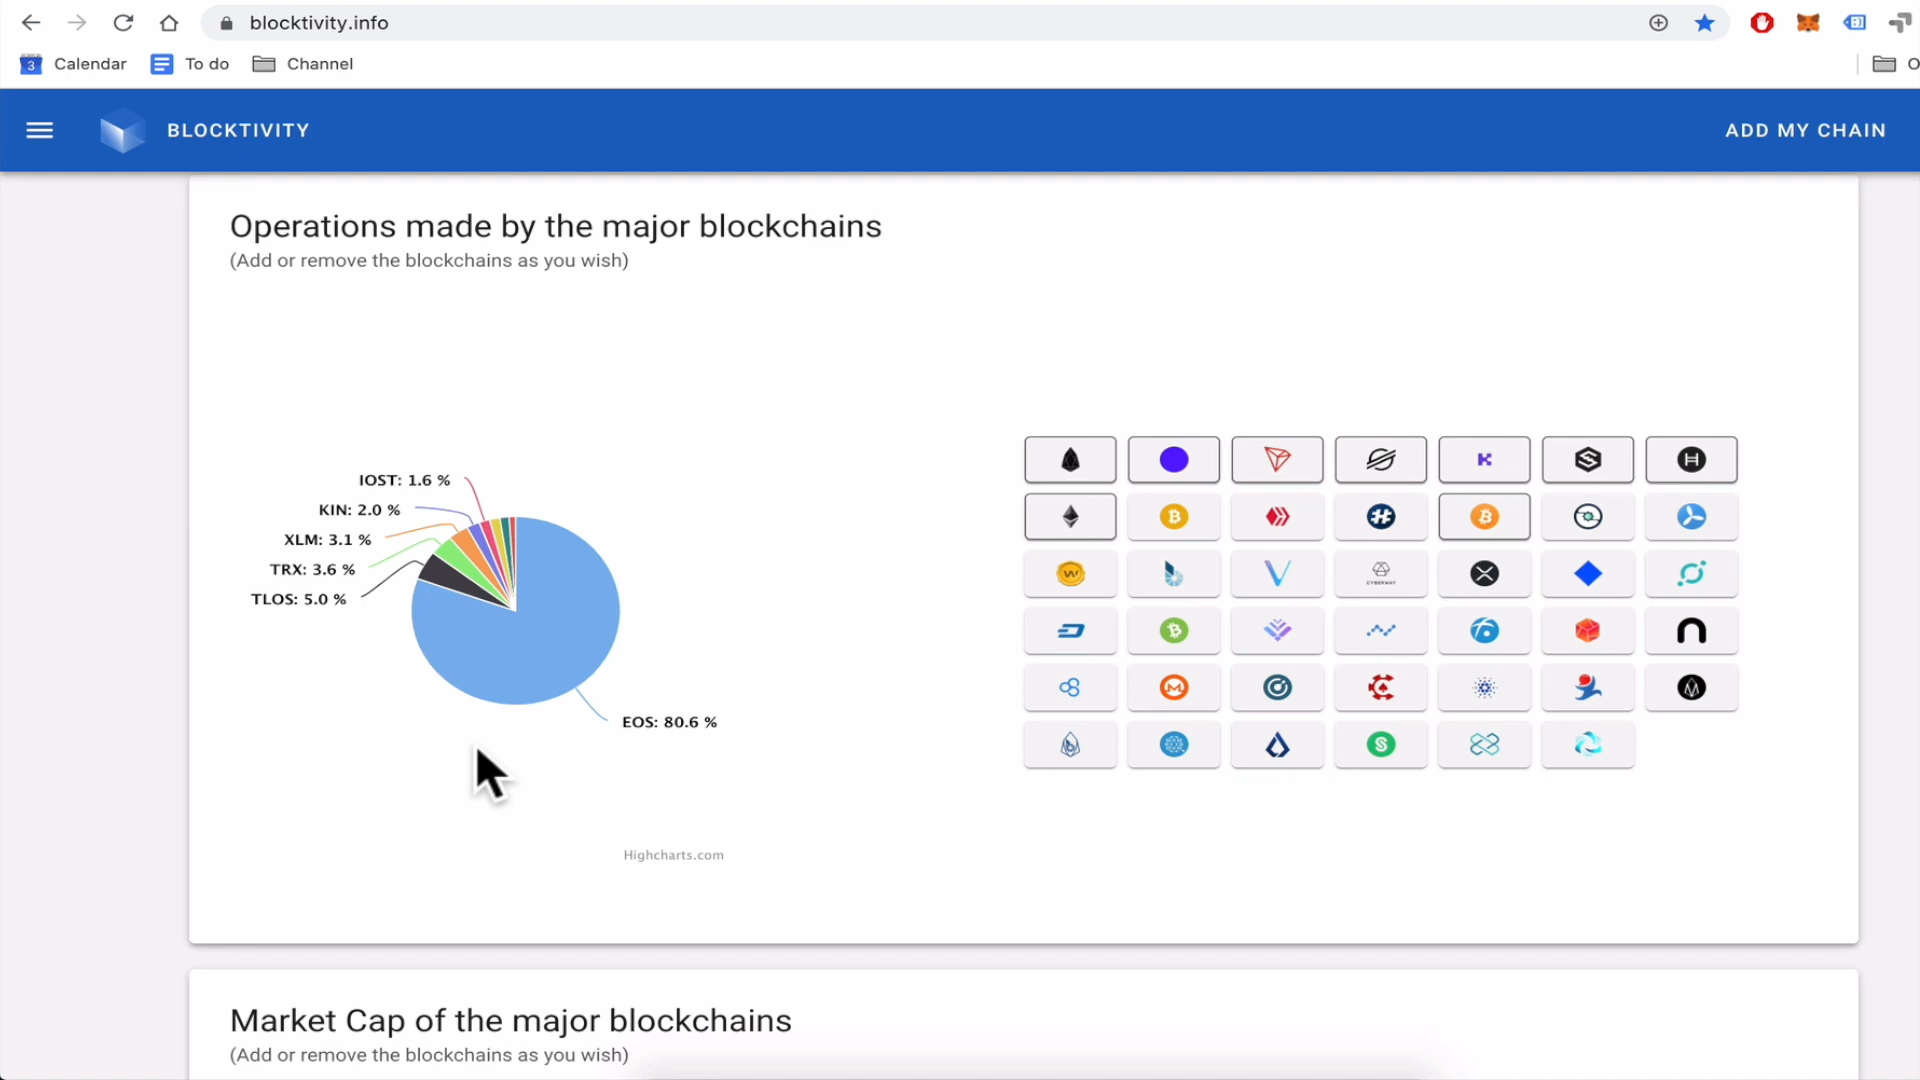 blocktivity.info
3 Calendar
To do
Channel
O
BLOCKTIVITY
ADD MY CHAIN
Operations made by the major blockchains
(Add or remove the blockchains as you wish)
IOST: 1.6 %
KIN: 2.0 %
XLM: 3.1 %
TRX: 3.6 %
TLOS: 5.0 %
EOS: 80.6 %
CYBERWAY
Highcharts.com
Market Cap of the major blockchains
(Add or remove the blockchains as you wish)